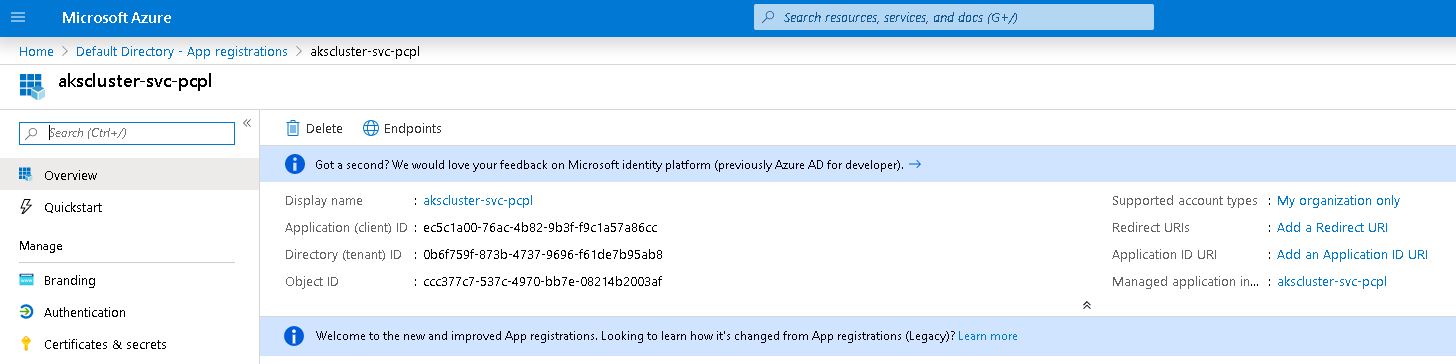 Microsoft Azure
Search resources, services, and docs (G+/)
Home > Default Directory - App registrations > akscluster-svc-pcpl
akscluster-svc-pcpl
Search (Ctrl+/)
«
Overview
Quickstart
Manage
Branding
Authentication
Certificates & secrets
Delete Endpoints
Got a second? We would love your feedback on Microsoft identity platform (previously Azure AD for developer). →
Display name : akscluster-svc-pcpl
Application (client) ID : ec5c1a00-76ac-4b82-9b3f-f9c1a57a86cc
Directory (tenant) ID : 0b6f759f-873b-4737-9696-f61de7b95ab8
Object ID : ccc377c7-537c-4970-bb7e-08214b2003af
Supported account types : My organization only
Redirect URIs : Add a Redirect URI
Application ID URI : Add an Application ID URI
Managed application in... : akscluster-svc-pcpl
Welcome to the new and improved App registrations. Looking to learn how it's changed from App registrations (Legacy)? Learn more